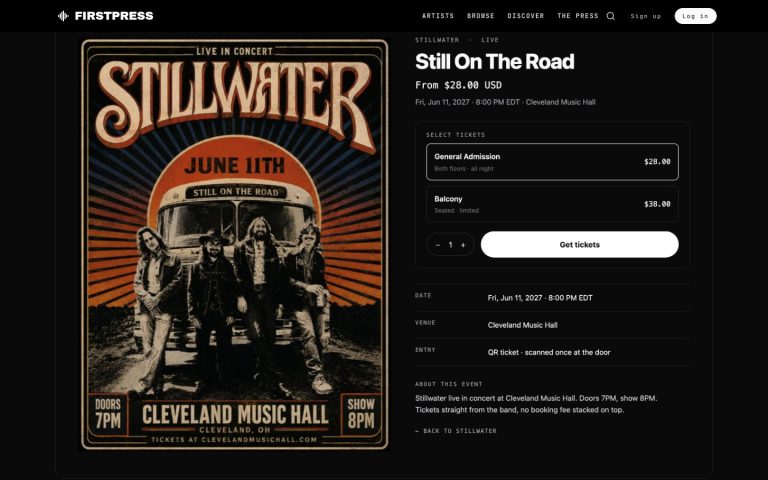 FIRSTPRESS
ARTISTS BROWSE DISCOVER THE PRESS Sign up Log in
LIVE IN CONCERT
STILLWATER
JUNE 11TH
STILL ON THE ROAD
DOORS
7PM
CLEVELAND MUSIC HALL
CLEVELAND, OH
TICKETS AT CLEVELANDMUSICHALL.COM
SHOW
8PM
STILLWATER · LIVE
Still On The Road
From $28.00 USD
Fri, Jun 11, 2027 · 8:00 PM EDT · Cleveland Music Hall
SELECT TICKETS
General Admission
Both floors · all night
$28.00
Balcony
Seated · limited
$38.00
− 1 +
Get tickets
DATE Fri, Jun 11, 2027 · 8:00 PM EDT
VENUE Cleveland Music Hall
ENTRY QR ticket · scanned once at the door
ABOUT THIS EVENT
Stillwater live in concert at Cleveland Music Hall. Doors 7PM, show 8PM.
Tickets straight from the band, no booking fee stacked on top.
← BACK TO STILLWATER